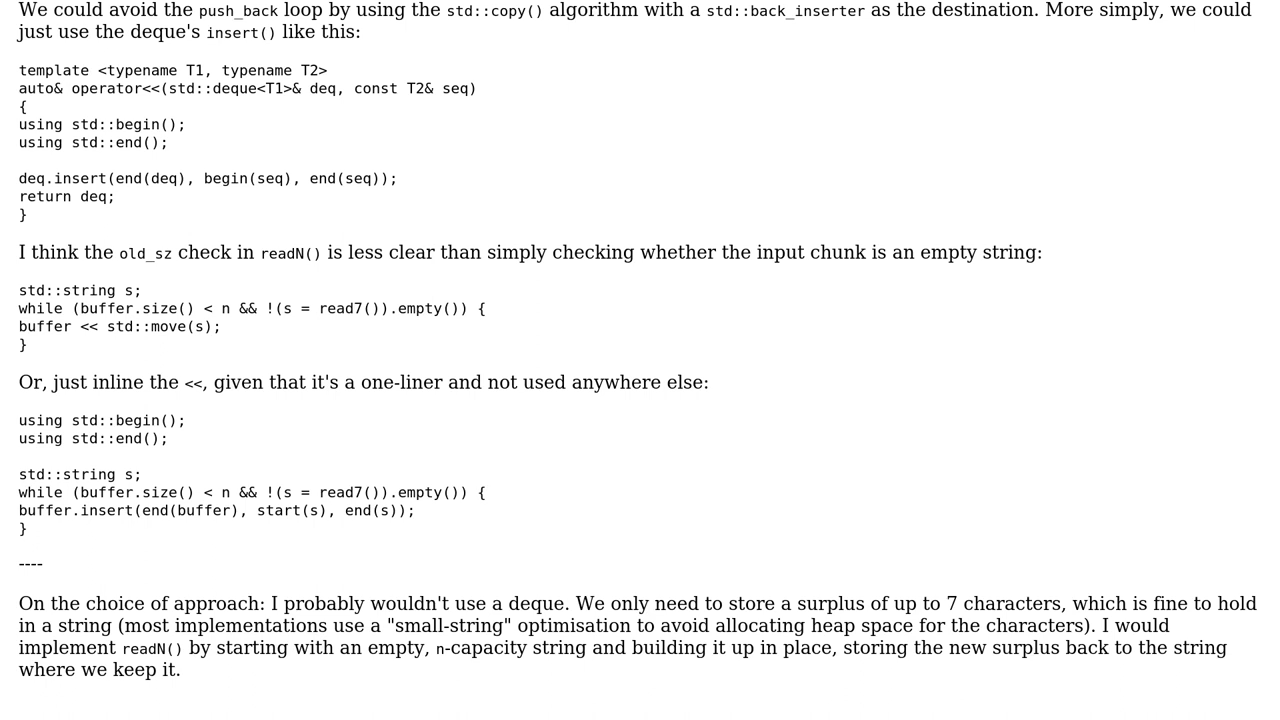 We could avoid the push_back loop by using the std::copy() algorithm with a std::back_inserter as the destination. More simply, we could
just use the deque's insert() like this:
template <typename T1, typename T2>
auto& operator<<(std::deque<T1>& deq, const T2& seq)
{
using std::begin();
using std::end();
deq.insert(end(deq), begin(seq), end(seq));
return deq;
}
I think the old_sz check in readN() is less clear than simply checking whether the input chunk is an empty string:
std::string s;
while (buffer.size() < n && !(s = read7()).empty()) {
buffer << std::move(s);
}
Or, just inline the <<, given that it's a one-liner and not used anywhere else:
using std::begin();
using std::end();
std::string s;
while (buffer.size() < n && !(s = read7()).empty()) {
buffer.insert(end(buffer), start(s), end(s));
}
----
On the choice of approach: I probably wouldn't use a deque. We only need to store a surplus of up to 7 characters, which is fine to hold
in a string (most implementations use a "small-string" optimisation to avoid allocating heap space for the characters). I would
implement readN() by starting with an empty, n-capacity string and building it up in place, storing the new surplus back to the string
where we keep it.